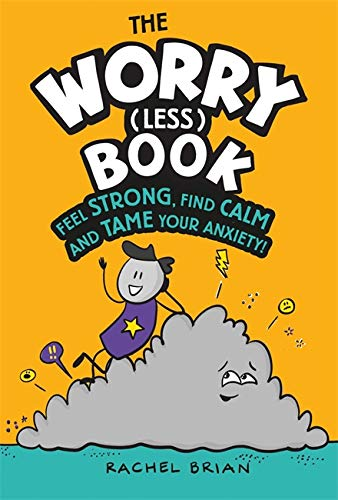 THE
WORRY
(LESS)
BOOK
FEEL STRONG, FIND CALM
AND TAME YOUR ANXIETY!
!!
RACHEL BRIAN